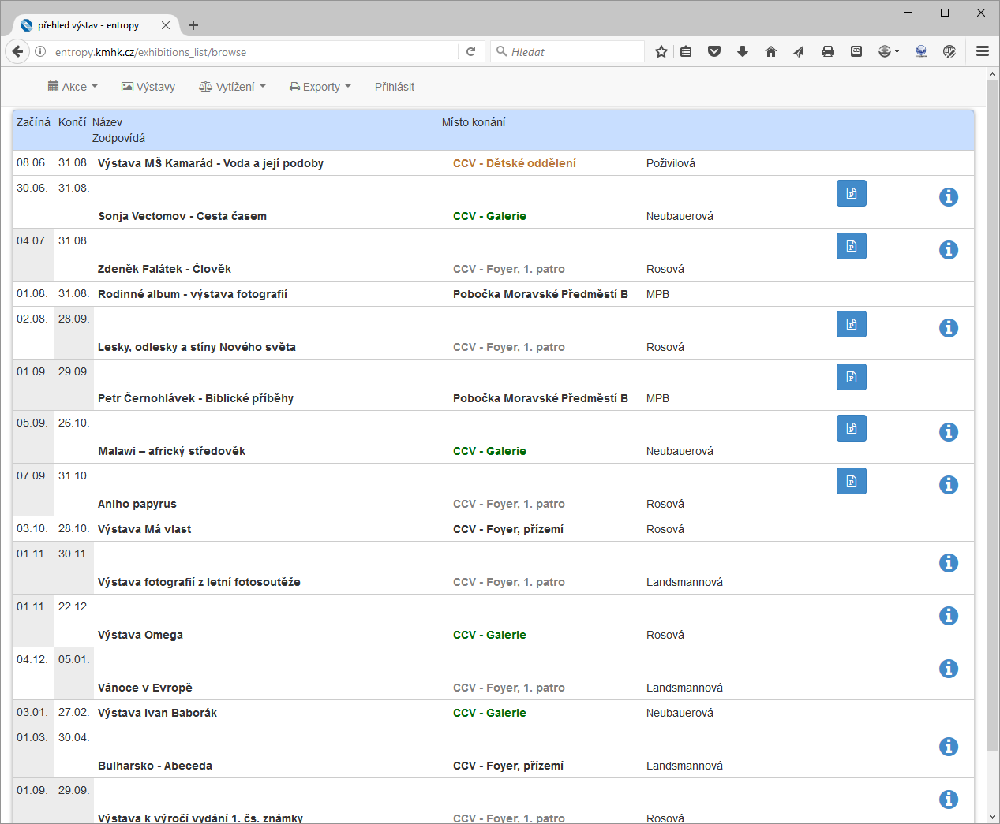 přehled výstav - entropy
entropy.kmhk.cz/exhibitions_list/browse
Hledat
Akce Výstavy Vytížení Exporty Přihlásit
Začíná Končí Název Místo konání
Zodpovídá
08.06. 31.08. Výstava MŠ Kamarád - Voda a její podoby CCV - Dětské oddělení Poživilová
30.06. 31.08.
Sonja Vectomov - Cesta časem CCV - Galerie Neubauerová
04.07. 31.08.
Zdeněk Falátek - Člověk CCV - Foyer, 1. patro Rosová
01.08. 31.08. Rodinné album - výstava fotografií Pobočka Moravské Předměstí B MPB
02.08. 28.09.
Lesky, odlesky a stíny Nového světa CCV - Foyer, 1. patro Rosová
01.09. 29.09.
Petr Černohlávek - Biblické příběhy Pobočka Moravské Předměstí B MPB
05.09. 26.10.
Malawi – africký středověk CCV - Galerie Neubauerová
07.09. 31.10.
Aniho papyrus CCV - Foyer, 1. patro Rosová
03.10. 28.10. Výstava Má vlast CCV - Foyer, přízemí Rosová
01.11. 30.11.
Výstava fotografií z letní fotosoutěže CCV - Foyer, 1. patro Landsmannová
01.11. 22.12.
Výstava Omega CCV - Galerie Rosová
04.12. 05.01.
Vánoce v Evropě CCV - Foyer, 1. patro Landsmannová
03.01. 27.02. Výstava Ivan Baborák CCV - Galerie Neubauerová
01.03. 30.04.
Bulharsko - Abeceda CCV - Foyer, přízemí Landsmannová
01.09. 29.09.
Výstava k výročí vydání 1. čs. známky CCV - Foyer, 1. patro Rosová